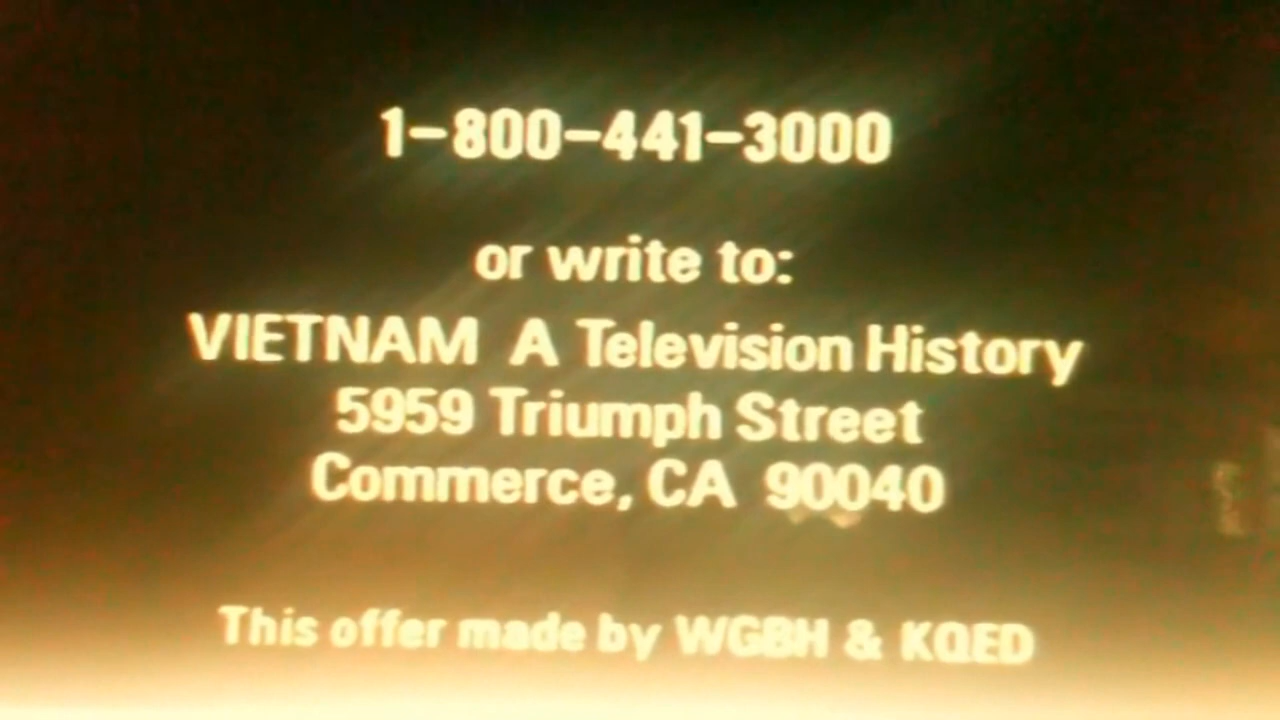 1-800-441-3000
or write to:
VIETNAM A Television History
5959 Triumph Street
Commerce, CA 90040
This offer made by WGBH & KQED